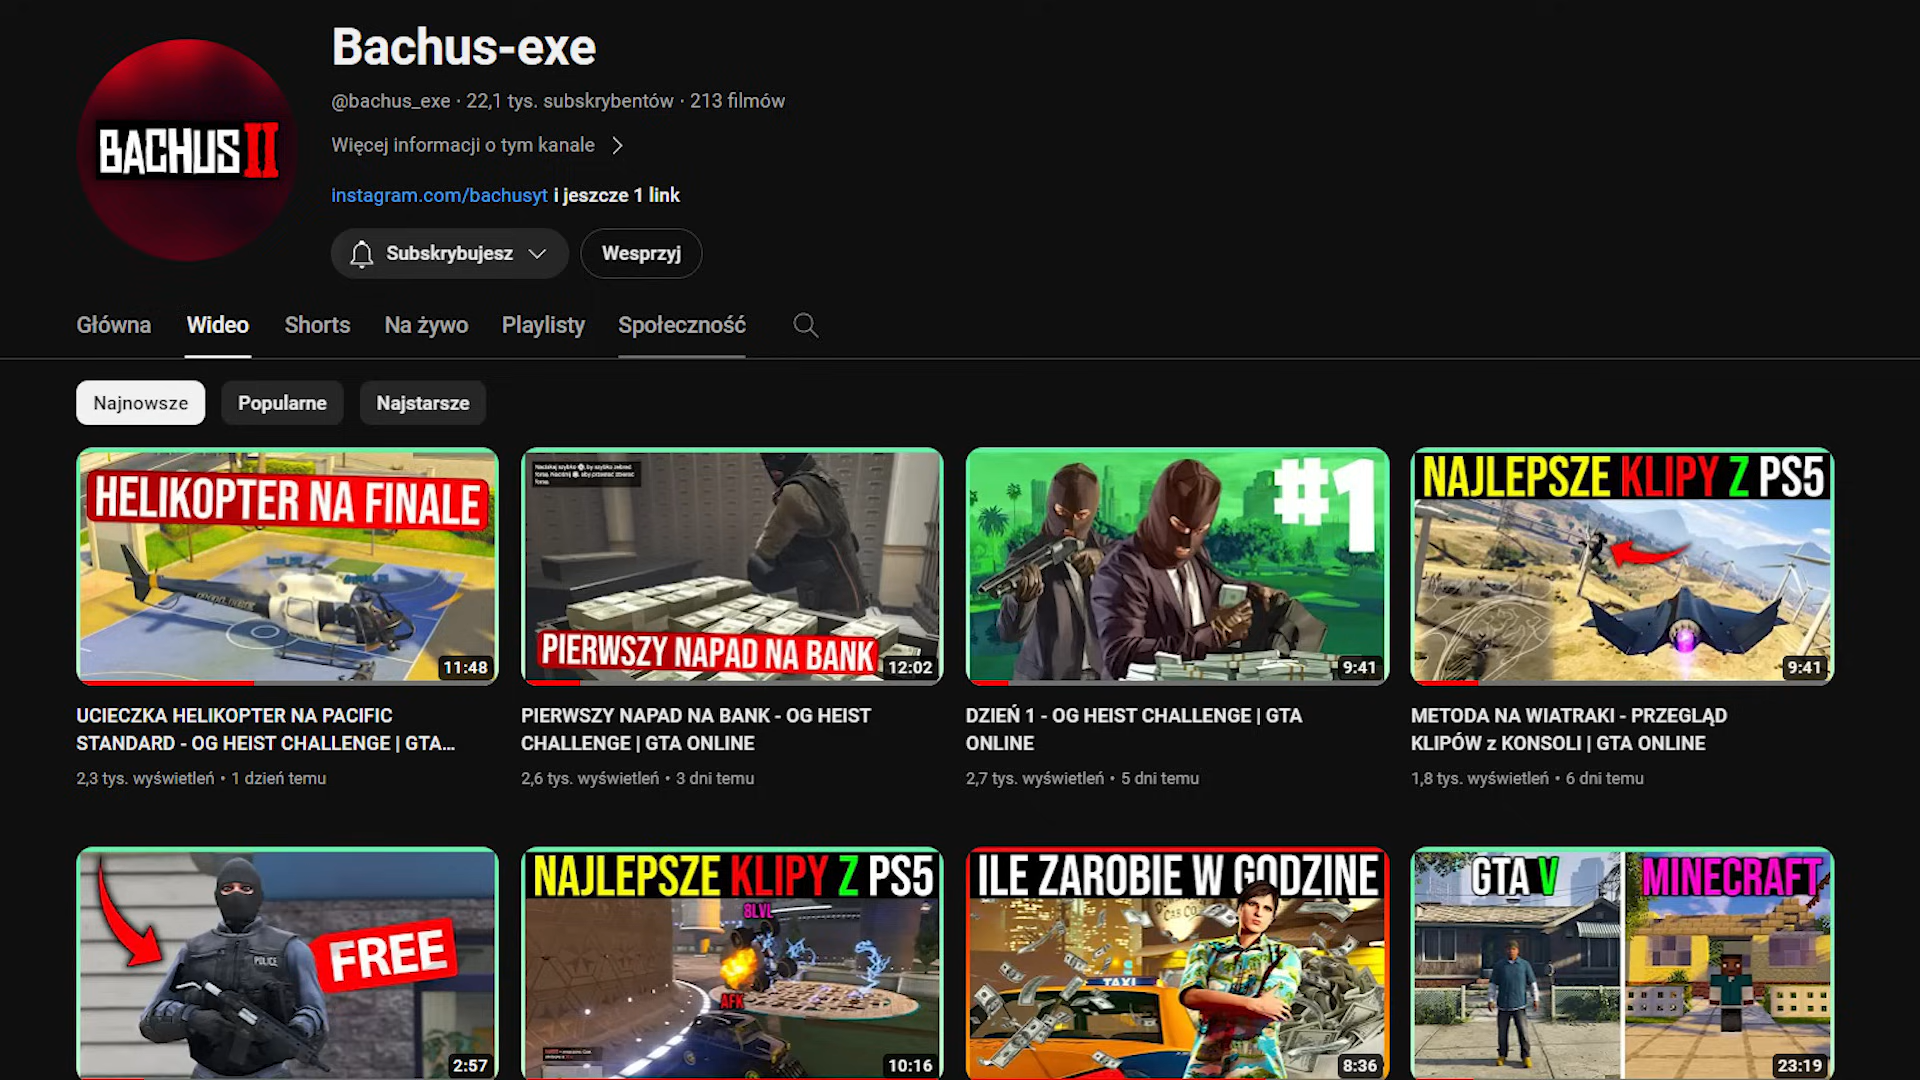 Bachus-exe
@bachus_exe · 22,1 tys. subskrybentów · 213 filmów
BACHUS II
Więcej informacji o tym kanale
instagram.com/bachusyt i jeszcze 1 link
Subskrybujesz
Wesprzyj
Główna
Wideo
Shorts
Na żywo
Playlisty
Społeczność
Najnowsze
Popularne
Najstarsze
HELIKOPTER NA FINALE
11:48
PIERWSZY NAPAD NA BANK
12:02
#1
9:41
NAJLEPSZE KLIPY Z PS5
9:41
UCIECZKA HELIKOPTER NA PACIFIC
STANDARD - OG HEIST CHALLENGE | GTA...
2,3 tys. wyświetleń • 1 dzień temu
PIERWSZY NAPAD NA BANK - OG HEIST
CHALLENGE | GTA ONLINE
2,6 tys. wyświetleń • 3 dni temu
DZIEŃ 1 - OG HEIST CHALLENGE | GTA
ONLINE
2,7 tys. wyświetleń • 5 dni temu
METODA NA WIATRAKI - PRZEGLĄD
KLIPÓW z KONSOLI | GTA ONLINE
1,8 tys. wyświetleń • 6 dni temu
POLICE
FREE
2:57
NAJLEPSZE KLIPY Z PS5
8LVL
AFK
10:16
ILE ZAROBIE W GODZINE
TAXI
8:36
GTA V
MINECRAFT
23:19